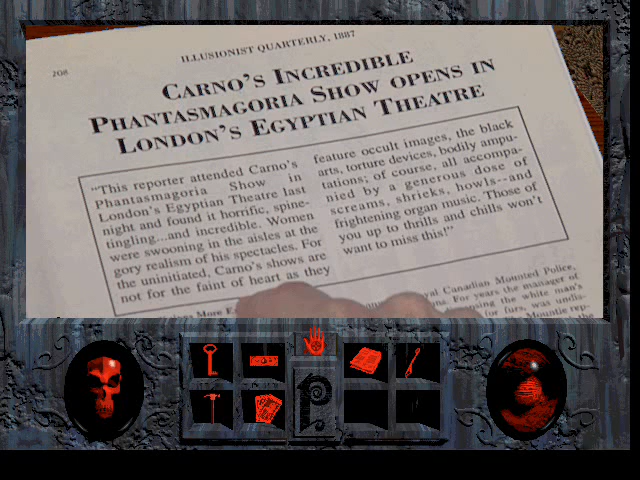 208
ILLUSIONIST QUARTERLY, 1887
CARNO'S INCREDIBLE
PHANTASMAGORIA SHOW OPENS IN
LONDON'S EGYPTIAN THEATRE
"This reporter attended Carno's
Phantasmagoria Show in
London's Egyptian Theatre last
night and found it horrific, spine-
tingling...and incredible. Women
were swooning in the aisles at the
gory realism of his spectacles. For
the uninitiated, Carno's shows are
not for the faint of heart as they
feature occult images, the black
arts, torture devices, bodily ampu-
tations; of course, all accompa-
nied by a generous dose of
screams, shrieks, howls--and
frightening organ music. Those of
you up to thrills and chills won't
want to miss this!"
More
Canadian Mounted Police,
For years, the manager of
the white man's
for furs, was
P